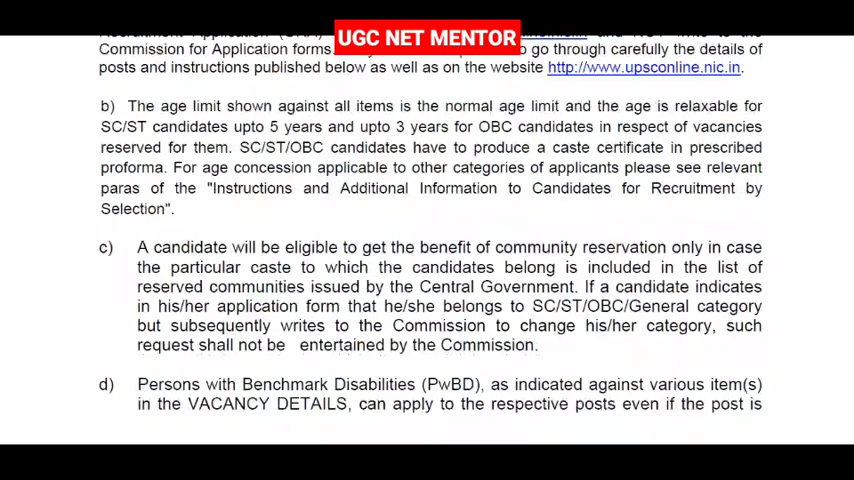 UGC NET MENTOR
Commission for Application forms.
to go through carefully the details of
posts and instructions published below as well as on the website http://www.upsconline.nic.in.
b) The age limit shown against all items is the normal age limit and the age is relaxable for
SC/ST candidates upto 5 years and upto 3 years for OBC candidates in respect of vacancies
reserved for them. SC/ST/OBC candidates have to produce a caste certificate in prescribed
proforma. For age concession applicable to other categories of applicants please see relevant
paras of the "Instructions and Additional Information to Candidates for Recruitment by
Selection".
c) A candidate will be eligible to get the benefit of community reservation only in case
the particular caste to which the candidates belong is included in the list of
reserved communities issued by the Central Government. If a candidate indicates
in his/her application form that he/she belongs to SC/ST/OBC/General category
but subsequently writes to the Commission to change his/her category, such
request shall not be entertained by the Commission.
d) Persons with Benchmark Disabilities (PwBD), as indicated against various item(s)
in the VACANCY DETAILS, can apply to the respective posts even if the post is